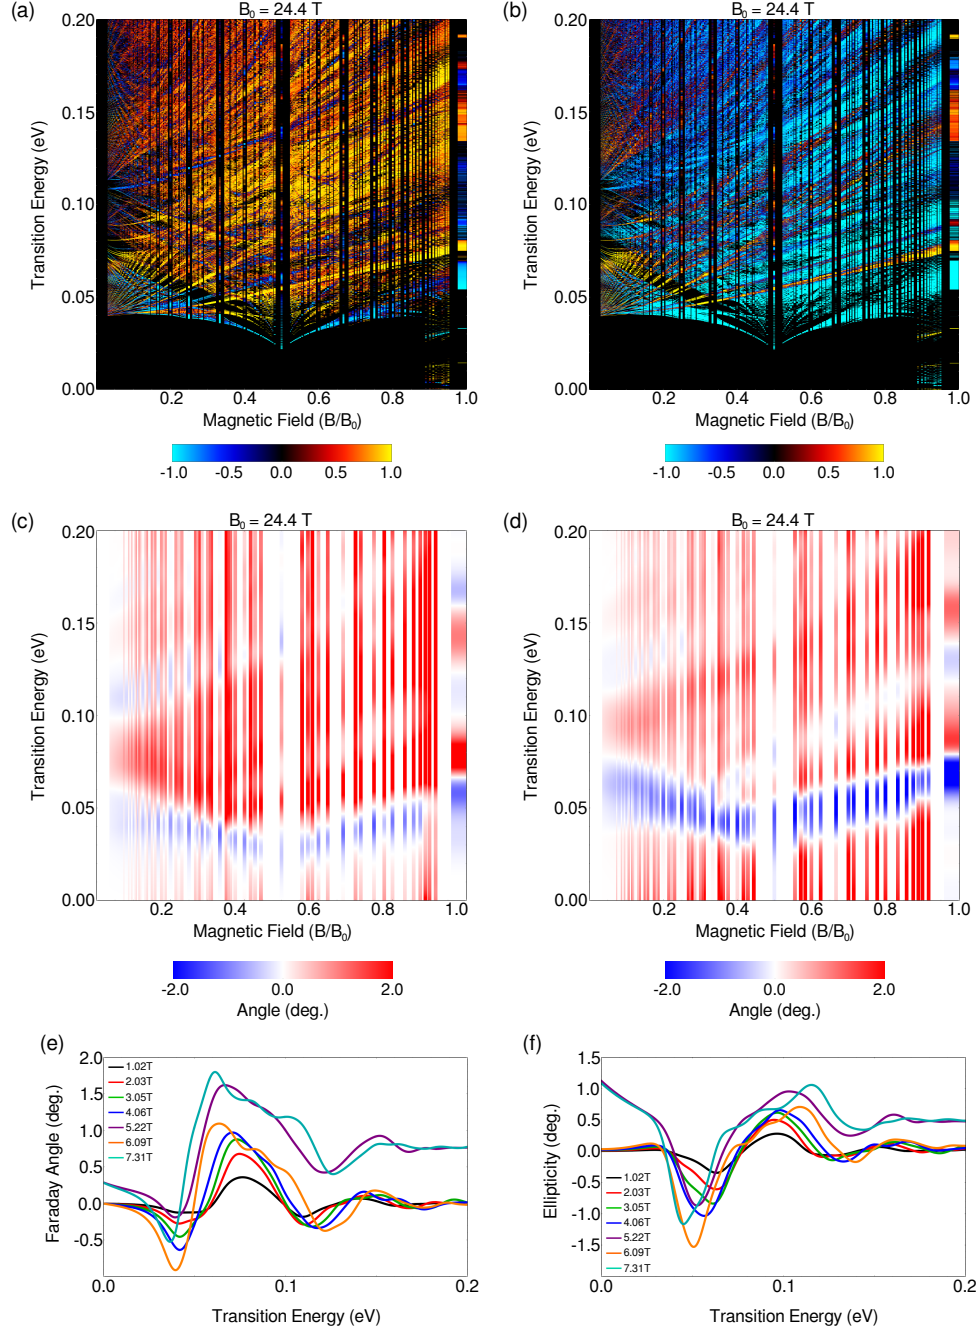 (a)
B₀ = 24.4 T
0.20
0.15
0.10
0.05
0.00
Transition Energy (eV)
0.2 0.4 0.6 0.8 1.0
Magnetic Field (B/B₀)
-1.0 -0.5 0.0 0.5 1.0
(b)
B₀ = 24.4 T
0.20
0.15
0.10
0.05
0.00
Transition Energy (eV)
0.2 0.4 0.6 0.8 1.0
Magnetic Field (B/B₀)
-1.0 -0.5 0.0 0.5 1.0
(c)
B₀ = 24.4 T
0.20
0.15
0.10
0.05
0.00
Transition Energy (eV)
0.2 0.4 0.6 0.8 1.0
Magnetic Field (B/B₀)
-2.0 0.0 2.0
Angle (deg.)
(d)
B₀ = 24.4 T
0.20
0.15
0.10
0.05
0.00
Transition Energy (eV)
0.2 0.4 0.6 0.8 1.0
Magnetic Field (B/B₀)
-2.0 0.0 2.0
Angle (deg.)
(e)
2.0
1.5
1.0
0.5
0.0
-0.5
Faraday Angle (deg.)
1.02T
2.03T
3.05T
4.06T
5.22T
6.09T
7.31T
0.0 0.1 0.2
Transition Energy (eV)
(f)
1.5
1.0
0.5
0.0
-0.5
-1.0
-1.5
Ellipticity (deg.)
1.02T
2.03T
3.05T
4.06T
5.22T
6.09T
7.31T
0.0 0.1 0.2
Transition Energy (eV)